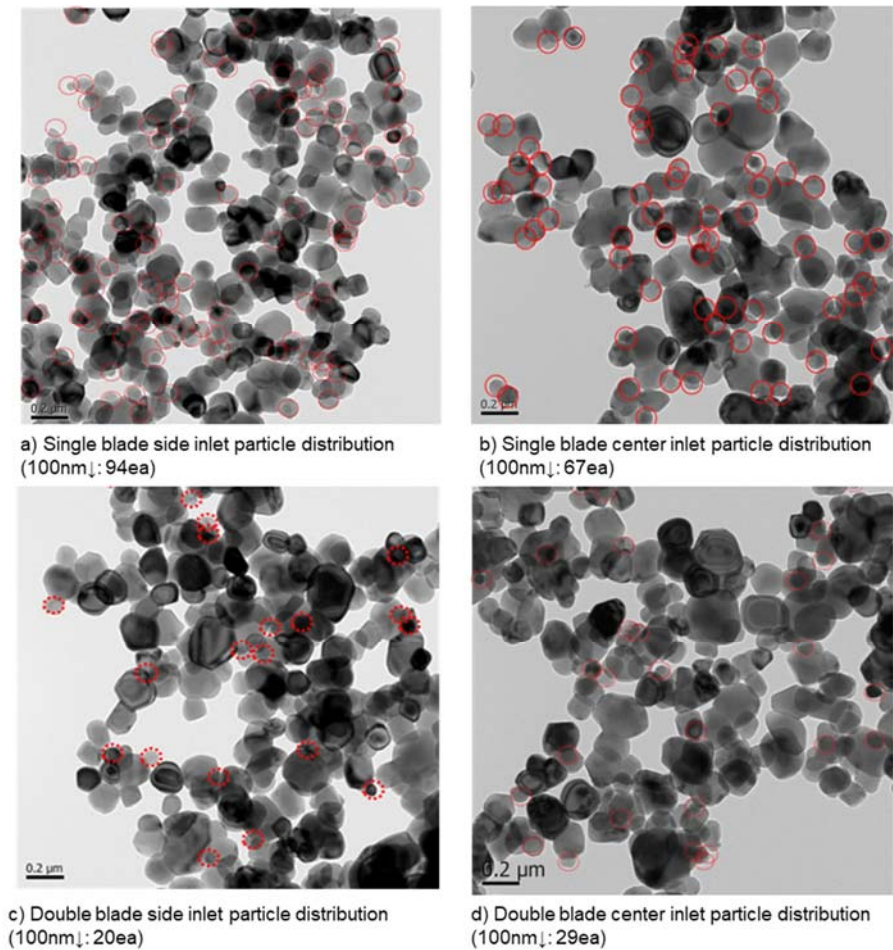 0.2 µm
0.2 µm
a) Single blade side inlet particle distribution
(100nm↓: 94ea)
b) Single blade center inlet particle distribution
(100nm↓: 67ea)
0.2 µm
0.2 µm
c) Double blade side inlet particle distribution
(100nm↓: 20ea)
d) Double blade center inlet particle distribution
(100nm↓: 29ea)